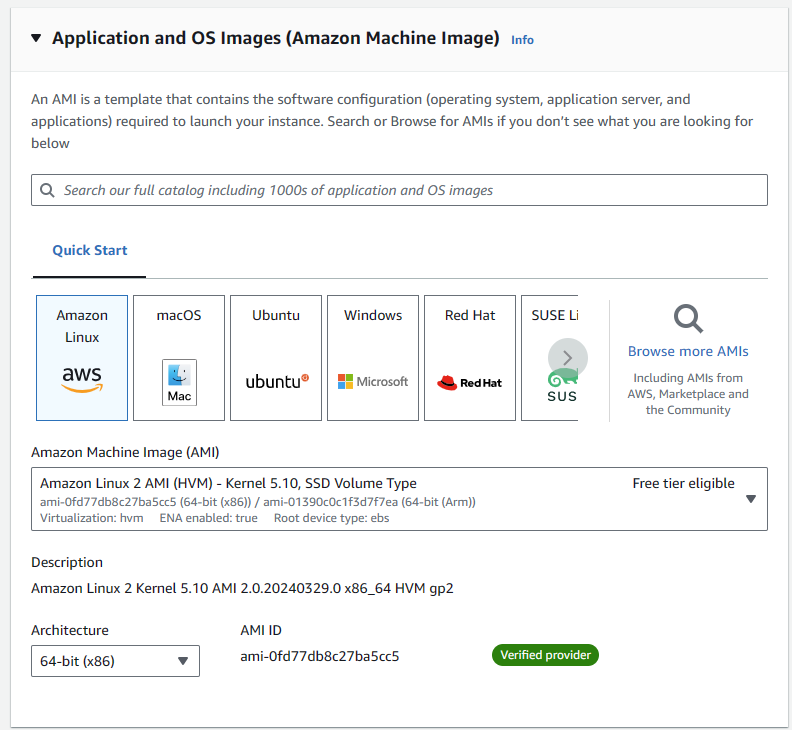 Application and OS Images (Amazon Machine Image) Info
An AMI is a template that contains the software configuration (operating system, application server, and
applications) required to launch your instance. Search or Browse for AMIs if you don’t see what you are looking for
below
Search our full catalog including 1000s of application and OS images
Quick Start
Amazon
Linux
aws
macOS
Mac
Ubuntu
ubuntu
Windows
Microsoft
Red Hat
Red Hat
SUSE Li
SUS
Browse more AMIs
Including AMIs from
AWS, Marketplace and
the Community
Amazon Machine Image (AMI)
Amazon Linux 2 AMI (HVM) - Kernel 5.10, SSD Volume Type
Free tier eligible
ami-0fd77db8c27ba5cc5 (64-bit (x86)) / ami-01390c0c1f3d7f7ea (64-bit (Arm))
Virtualization: hvm ENA enabled: true Root device type: ebs
Description
Amazon Linux 2 Kernel 5.10 AMI 2.0.20240329.0 x86_64 HVM gp2
Architecture
64-bit (x86)
AMI ID
ami-0fd77db8c27ba5cc5
Verified provider